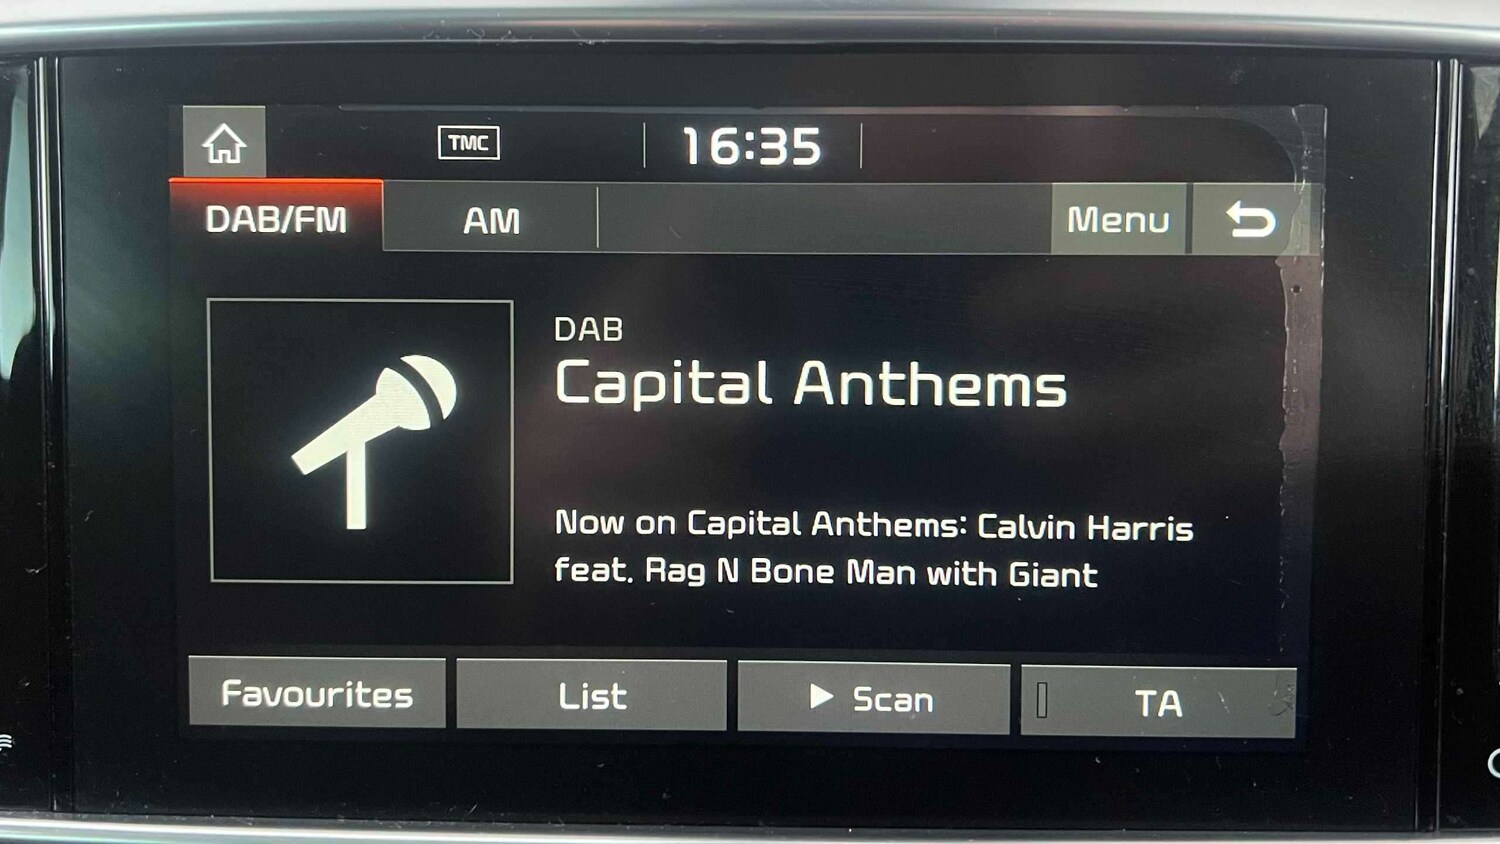 TMC
16:35
DAB/FM
AM
Menu
DAB
Capital Anthems
Now on Capital Anthems: Calvin Harris
feat. Rag N Bone Man with Giant
Favourites
List
Scan
TA